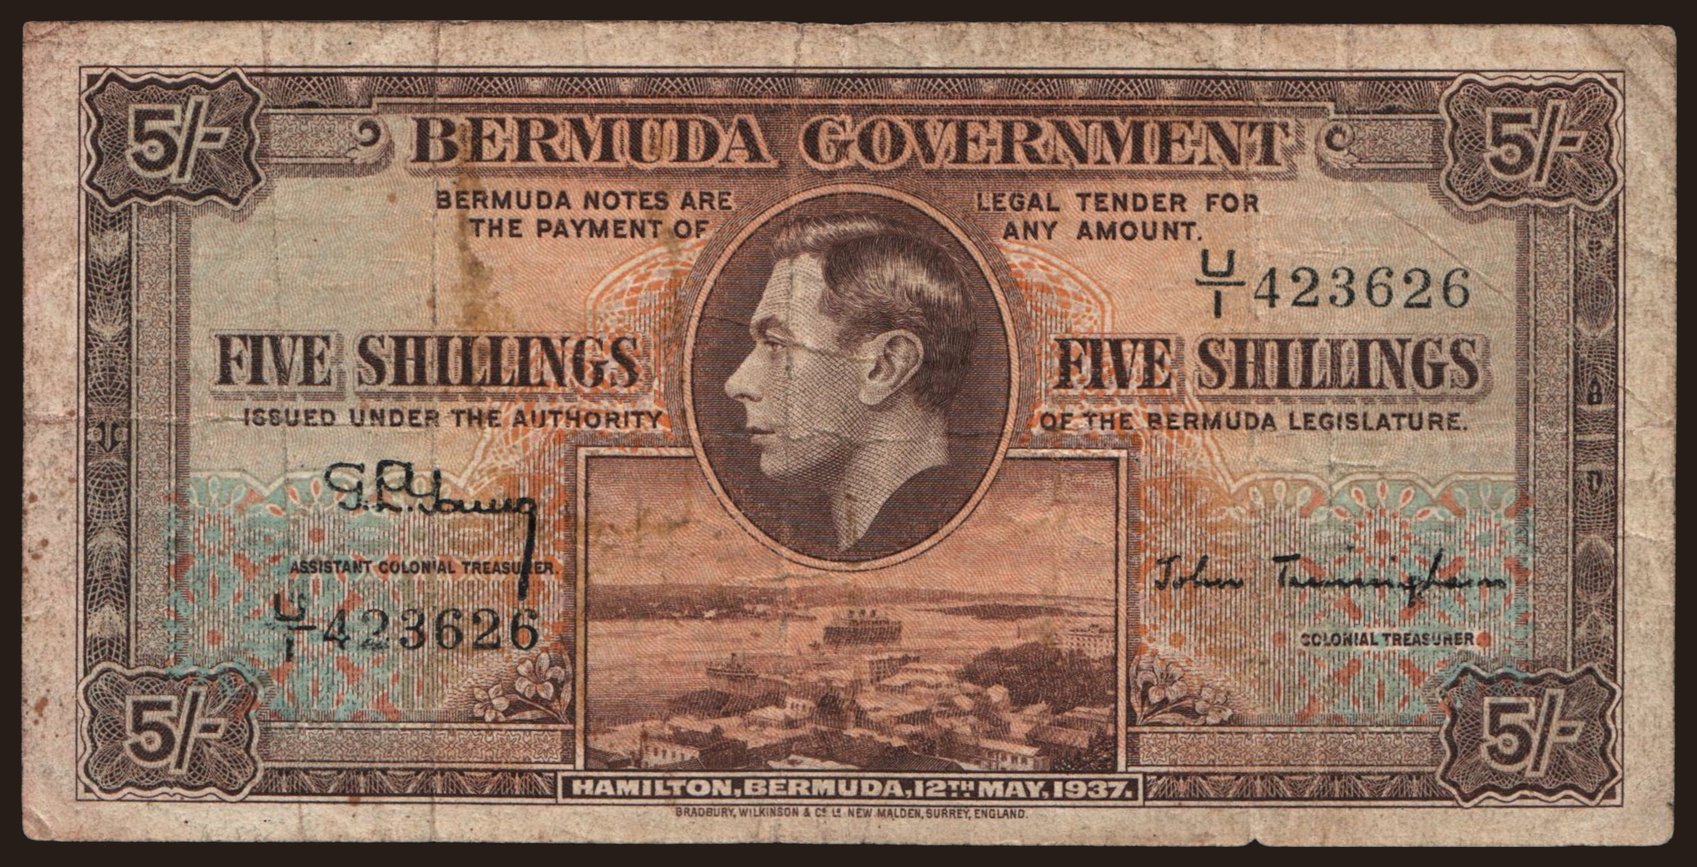 5/- BERMUDA GOVERNMENT 5/-
BERMUDA NOTES ARE LEGAL TENDER FOR
THE PAYMENT OF ANY AMOUNT.
U/1 423626
FIVE SHILLINGS FIVE SHILLINGS
ISSUED UNDER THE AUTHORITY OF THE BERMUDA LEGISLATURE.
ASSISTANT COLONIAL TREASURER.
U/1 423626
John
COLONIAL TREASURER
5/- 5/-
HAMILTON, BERMUDA, 12TH MAY, 1937.
BRADBURY, WILKINSON & Co. Ld. NEW MALDEN, SURREY, ENGLAND.